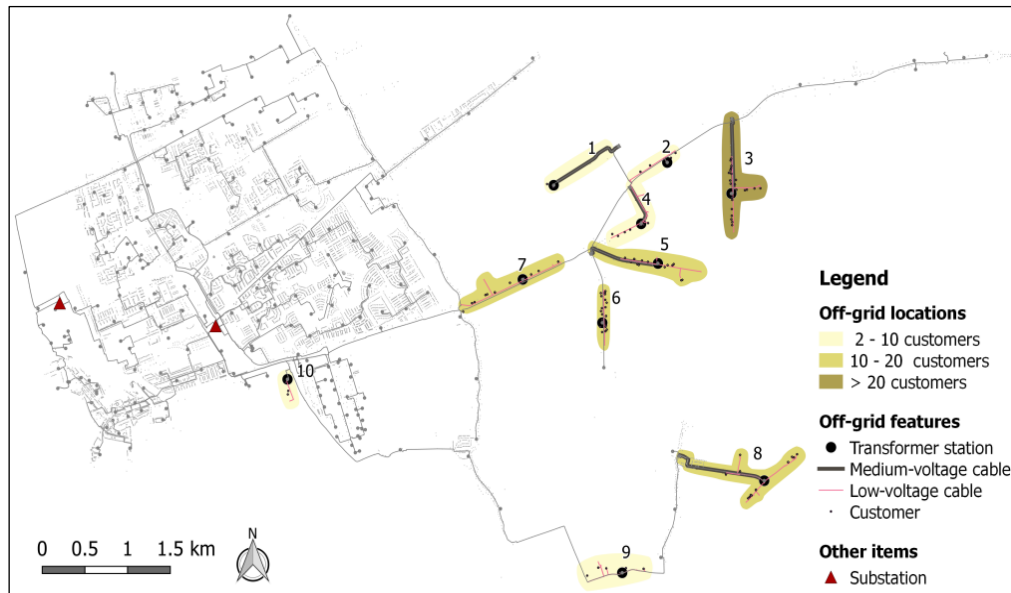 1
2
3
4
5
6
7
8
9
10
Legend
Off-grid locations
2 - 10 customers
10 - 20 customers
> 20 customers
Off-grid features
Transformer station
Medium-voltage cable
Low-voltage cable
Customer
Other items
Substation
0 0.5 1 1.5 km
N